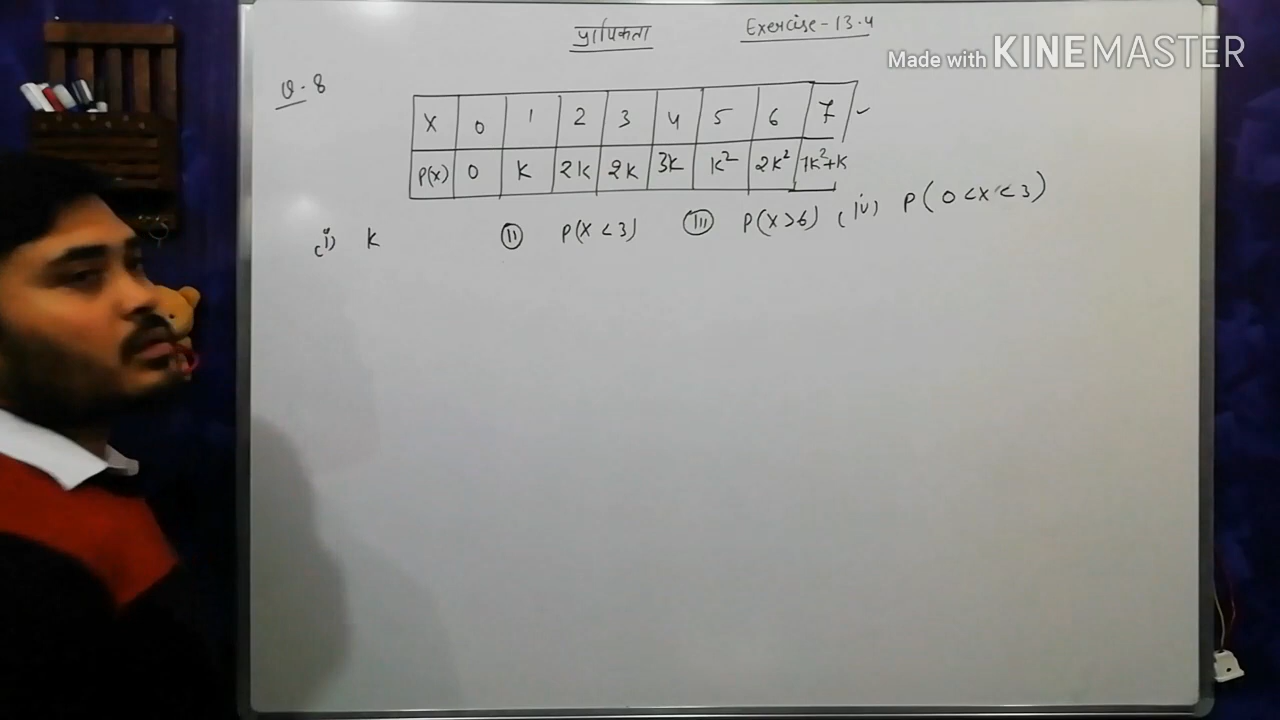 प्रायिकता Exercise-13.4
Made with KINEMASTER
Q.8
X 0 1 2 3 4 5 6 7
P(x) 0 K 2K 2K 3K K² 2K² 7K²+K
(i) K (II) P(X<3) (III) P(X>6) (iv) P(0<X<3)